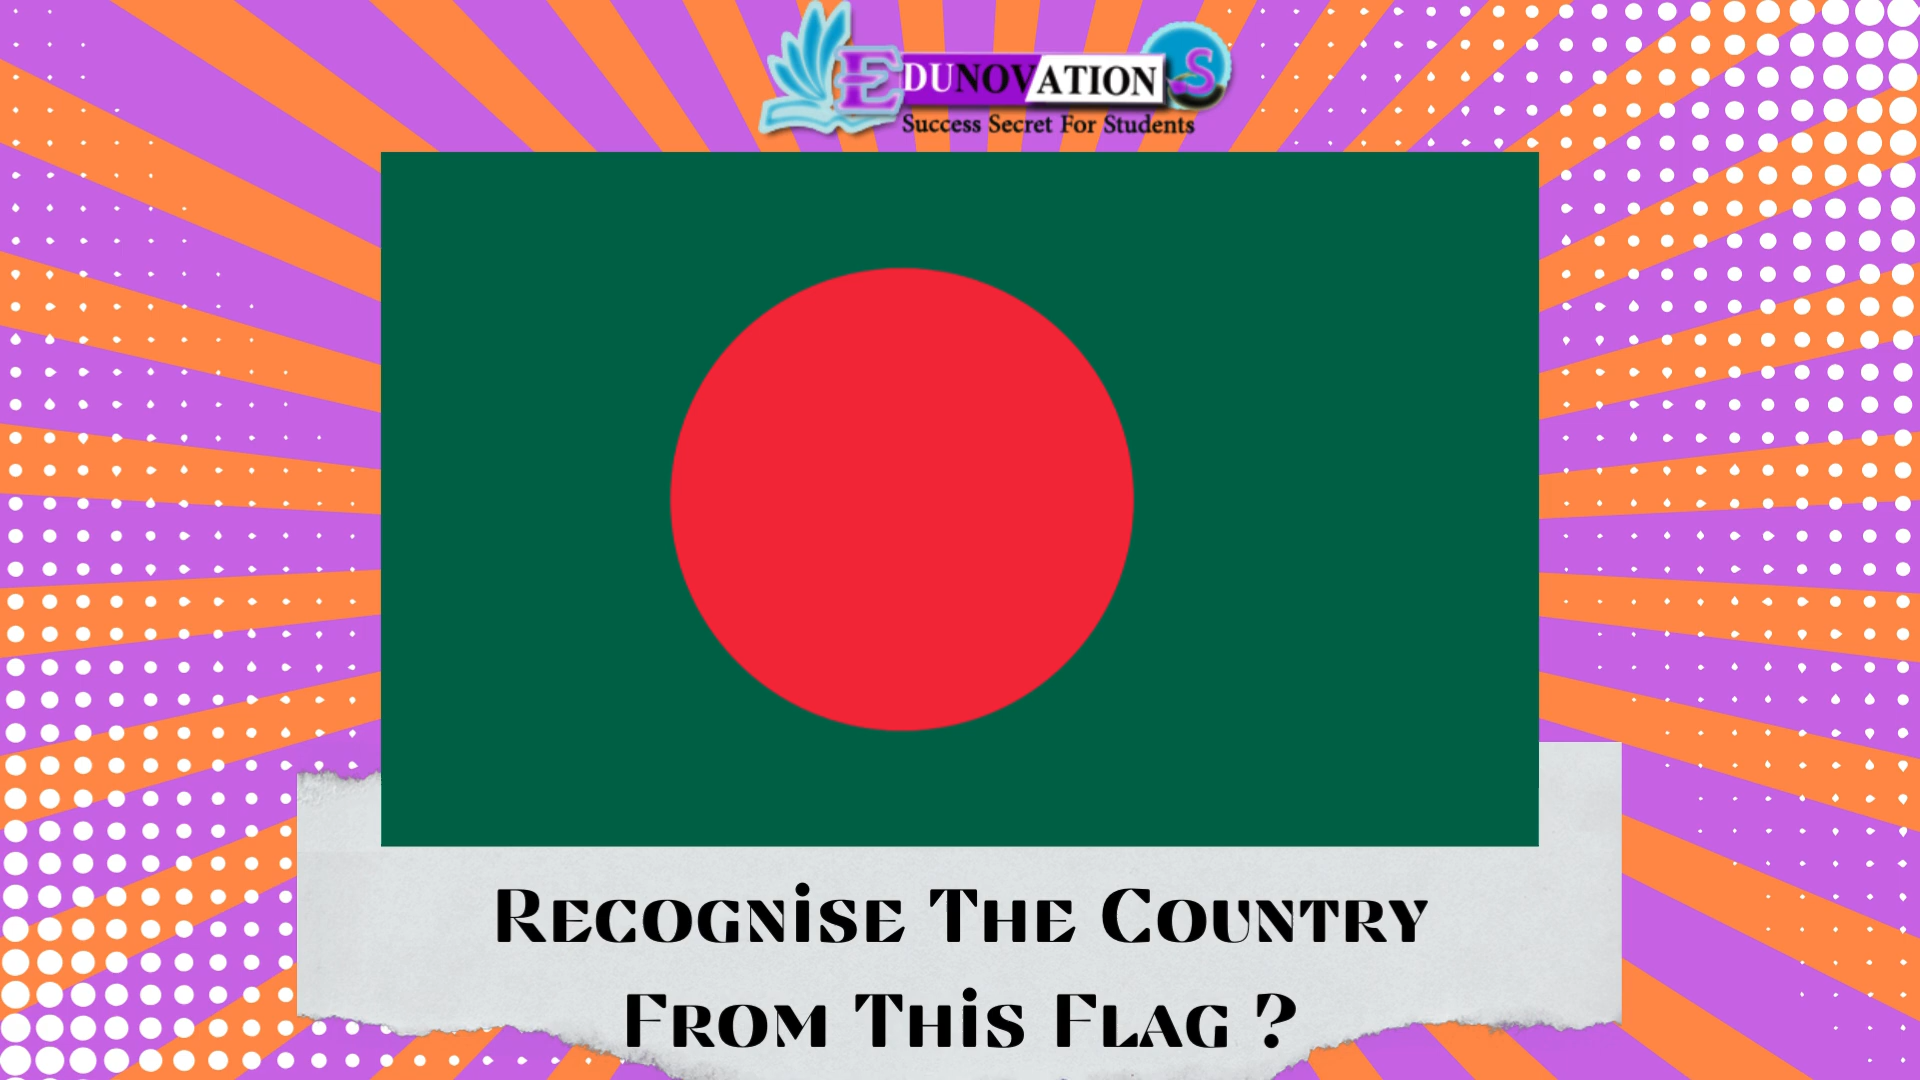 EDUNOVATIONS
Success Secret For Students
Recognise The Country
From This Flag ?